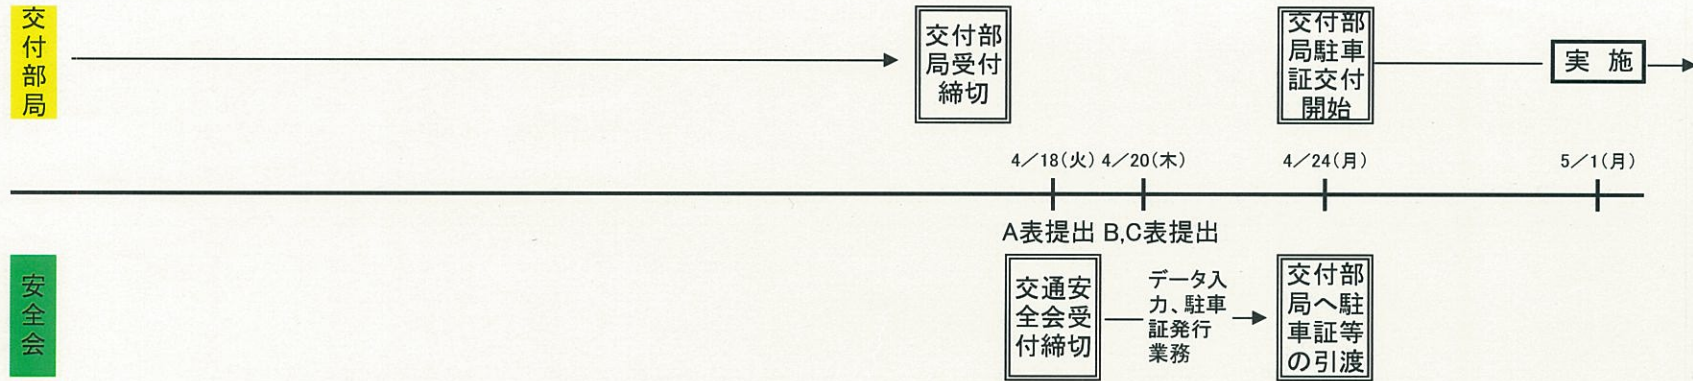 交付部局
交付部
局受付
締切
交付部
局駐車
証交付
開始
実 施
4/18(火) 4/20(木)
4/24(月)
5/1(月)
A表提出 B,C表提出
安全会
交通安
全会受
付締切
データ入
力、駐車
証発行
業務
交付部
局へ駐
車証等
の引渡